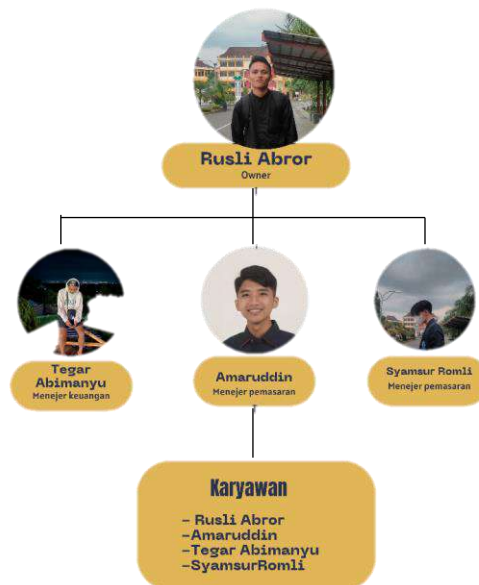 Rusli Abror
Owner
Tegar
Abimanyu
Menejer keuangan
Amaruddin
Menejer pemasaran
Syamsur Romli
Menejer pemasaran
Karyawan
- Rusli Abror
-Amaruddin
-Tegar Abimanyu
-SyamsurRomli